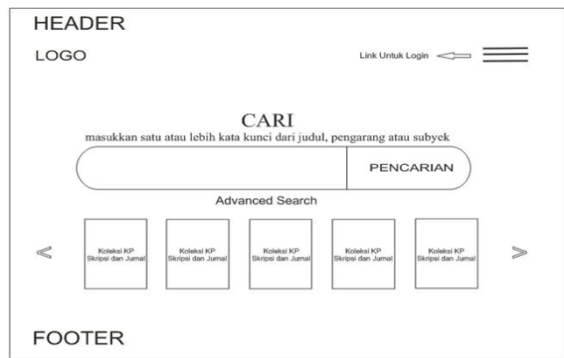 HEADER
LOGO
Link Untuk Login
CARI
masukkan satu atau lebih kata kunci dari judul, pengarang atau subyek
PENCARIAN
Advanced Search
Koleksi KP
Skripsi dan Jurnal
Koleksi KP
Skripsi dan Jurnal
Koleksi KP
Skripsi dan Jurnal
Koleksi KP
Skripsi dan Jurnal
Koleksi KP
Skripsi dan Jurnal
FOOTER